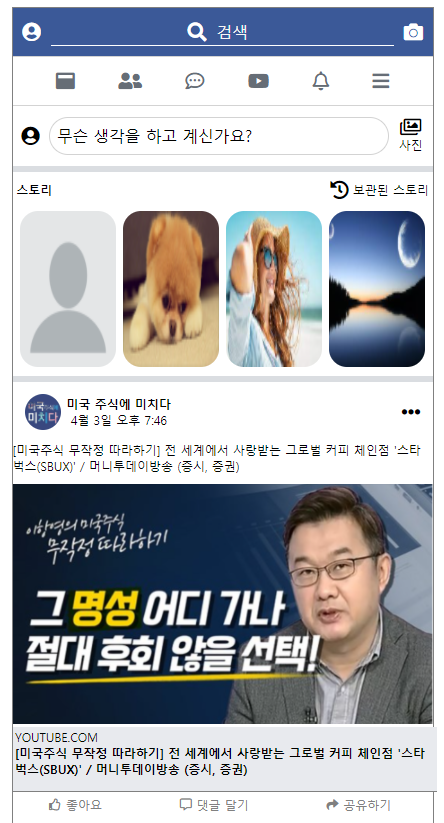 검색
무슨 생각을 하고 계신가요?
사진
스토리
보관된 스토리
미국 주식에 미치다
4월 3일 오후 7:46
[미국주식 무작정 따라하기] 전 세계에서 사랑받는 글로벌 커피 체인점 '스타
벅스(SBUX)' / 머니투데이방송 (증시, 증권)
이항영의 미국주식
무작정 따라하기
그 명성 어디 가나
절대 후회 않을 선택!
YOUTUBE.COM
[미국주식 무작정 따라하기] 전 세계에서 사랑받는 글로벌 커피 체인점 '스타
벅스(SBUX)' / 머니투데이방송 (증시, 증권)
좋아요
댓글 달기
공유하기